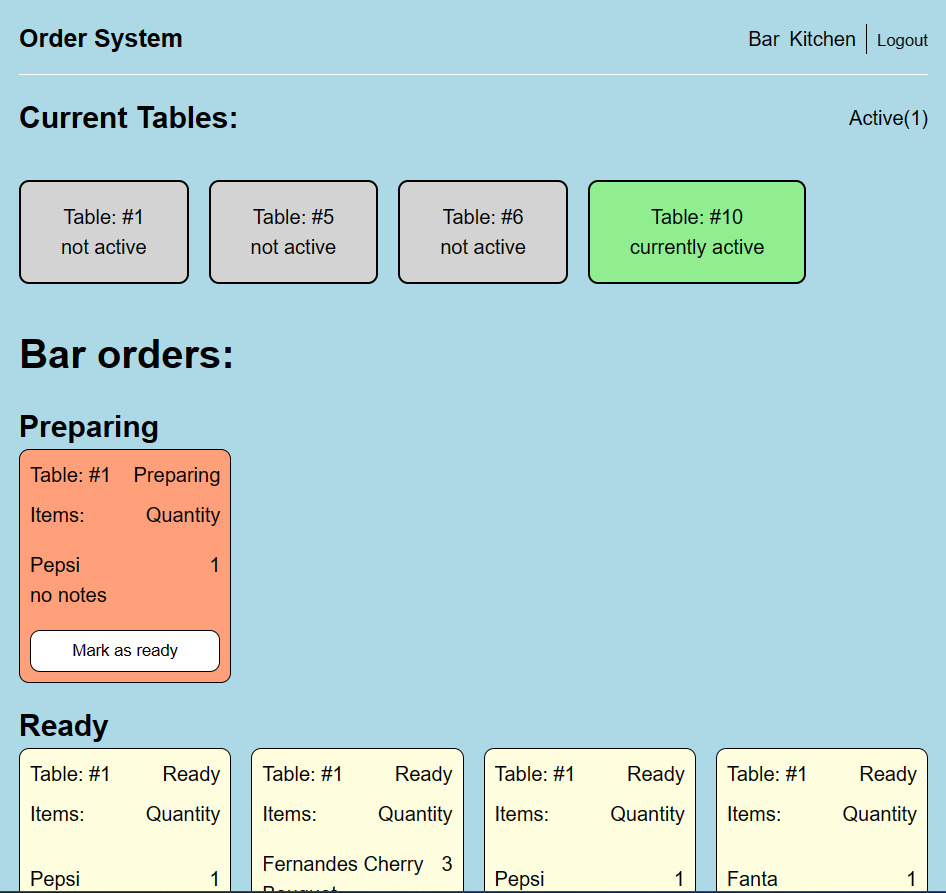 Order System
Bar Kitchen Logout
Current Tables:
Active(1)
Table: #1
not active
Table: #5
not active
Table: #6
not active
Table: #10
currently active
Bar orders:
Preparing
Table: #1 Preparing
Items: Quantity
Pepsi 1
no notes
Mark as ready
Ready
Table: #1 Ready
Items: Quantity
Pepsi 1
Table: #1 Ready
Items: Quantity
Fernandes Cherry 3
Bouquet
Table: #1 Ready
Items: Quantity
Pepsi 1
Table: #1 Ready
Items: Quantity
Fanta 1